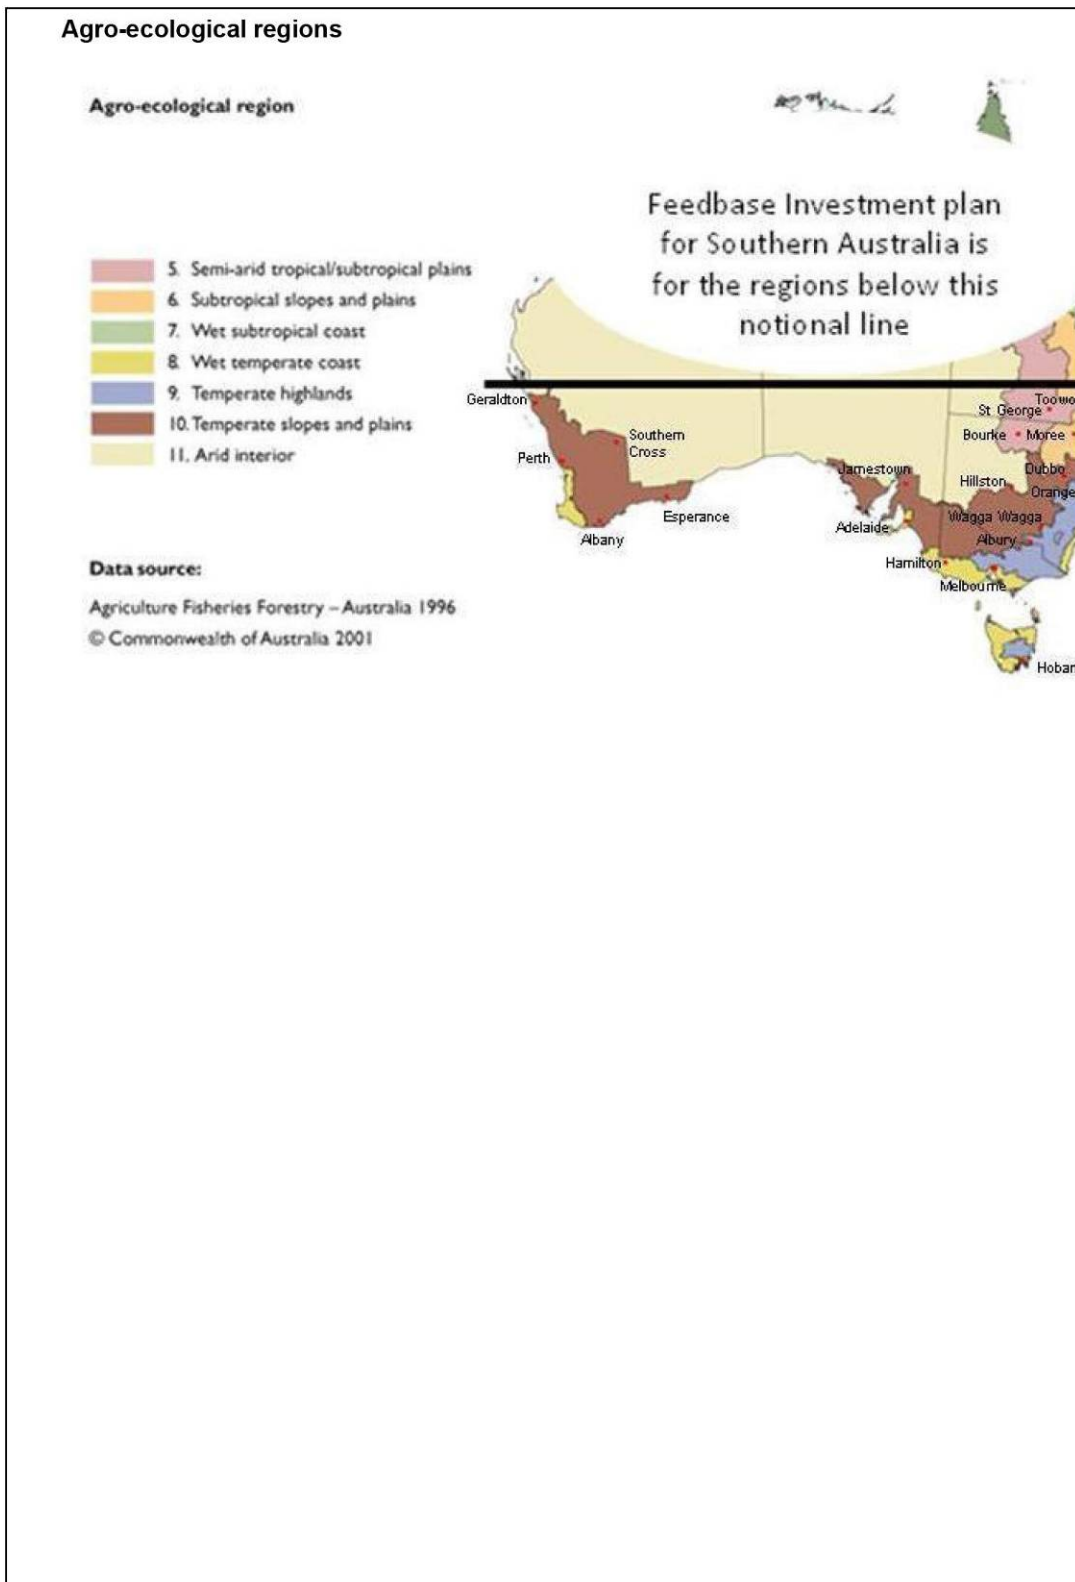 Agro-ecological regions
Agro-ecological region
Feedbase Investment plan
for Southern Australia is
for the regions below this
notional line
5. Semi-arid tropical/subtropical plains
6. Subtropical slopes and plains
7. Wet subtropical coast
8. Wet temperate coast
9. Temperate highlands
10. Temperate slopes and plains
11. Arid interior
Geraldton
Toowo
St George
Southern
Cross
Bourke
Moree
Perth
Jamestown
Dubbo
Hillston
Orange
Esperance
Adelaide
Wagga Wagga
Albany
Albury
Hamilton
Melbourne
Hobar
Data source:
Agriculture Fisheries Forestry – Australia 1996
© Commonwealth of Australia 2001